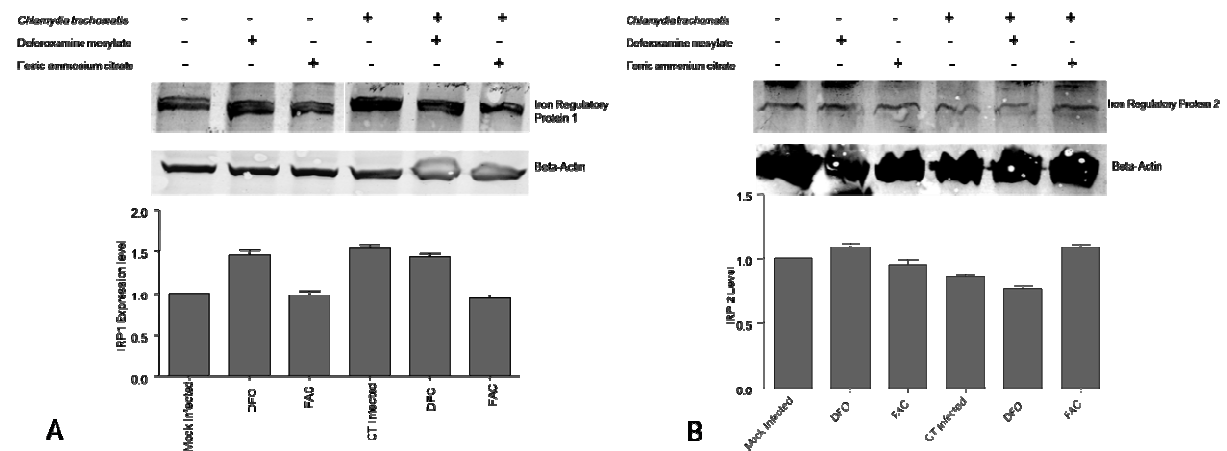 Chlamydia trachomatis - - - + + +
Deferoxamine mesylate - + - - + -
Ferric ammonium citrate - - + - - +
Iron Regulatory
Protein 1
Beta-Actin
IRP1 Expression level
2.0
1.5
1.0
0.5
0.0
Mock Infected
DFO
FAC
CT Infected
DFO
FAC
A
Chlamydia trachomatis - - - + + +
Deferoxamine mesylate - + - - + -
Ferric ammonium citrate - - + - - +
Iron Regulatory Protein 2
Beta-Actin
IRP 2 Level
1.5
1.0
0.5
1.0
Mock Infected
DFO
FAC
CT Infected
DFO
FAC
B